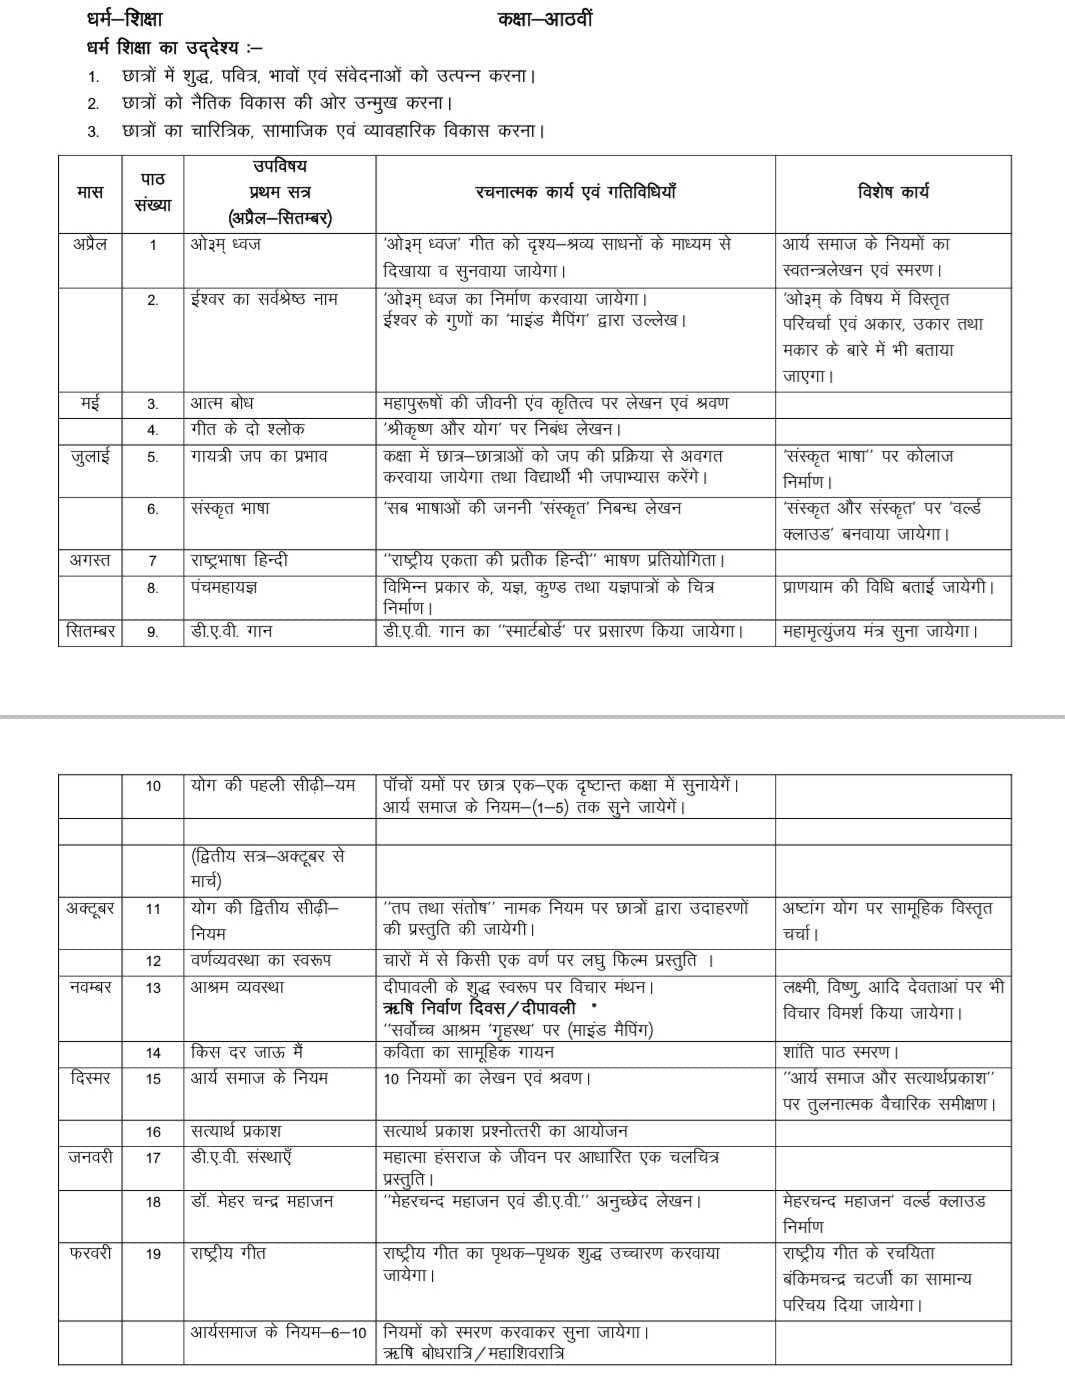 धर्म–शिक्षा कक्षा–आठवीं
धर्म शिक्षा का उद्देश्य :–
1. छात्रों में शुद्ध, पवित्र, भावों एवं संवेदनाओं को उत्पन्न करना।
2. छात्रों को नैतिक विकास की ओर उन्मुख करना।
3. छात्रों का चारित्रिक, सामाजिक एवं व्यावहारिक विकास करना।
मास
पाठ
संख्या
उपविषय
प्रथम सत्र
(अप्रैल–सितम्बर)
रचनात्मक कार्य एवं गतिविधियाँ
विशेष कार्य
अप्रैल
1
ओ३म् ध्वज
'ओ३म् ध्वज' गीत को दृश्य–श्रव्य साधनों के माध्यम से
दिखाया व सुनवाया जायेगा।
आर्य समाज के नियमों का
स्वतन्त्रलेखन एवं स्मरण।
2.
ईश्वर का सर्वश्रेष्ठ नाम
'ओ३म् ध्वज का निर्माण करवाया जायेगा।
ईश्वर के गुणों का 'माइंड मैपिंग' द्वारा उल्लेख।
'ओ३म् के विषय में विस्तृत
परिचर्चा एवं अकार, उकार तथा
मकार के बारे में भी बताया
जाएगा।
मई
3.
आत्म बोध
महापुरूषों की जीवनी एंव कृतित्व पर लेखन एवं श्रवण
4.
गीत के दो श्लोक
'श्रीकृष्ण और योग' पर निबंध लेखन।
जुलाई
5.
गायत्री जप का प्रभाव
कक्षा में छात्र–छात्राओं को जप की प्रक्रिया से अवगत
करवाया जायेगा तथा विद्यार्थी भी जपाभ्यास करेंगे।
'संस्कृत भाषा'' पर कोलाज
निर्माण।
6.
संस्कृत भाषा
'सब भाषाओं की जननी 'संस्कृत' निबन्ध लेखन
'संस्कृत और संस्कृत' पर 'वर्ल्ड
क्लाउड' बनवाया जायेगा।
अगस्त
7
राष्ट्रभाषा हिन्दी
''राष्ट्रीय एकता की प्रतीक हिन्दी'' भाषण प्रतियोगिता।
8.
पंचमहायज्ञ
विभिन्न प्रकार के, यज्ञ, कुण्ड तथा यज्ञपात्रों के चित्र
निर्माण।
प्राणयाम की विधि बताई जायेगी।
सितम्बर
9.
डी.ए.वी. गान
डी.ए.वी. गान का ''स्मार्टबोर्ड' पर प्रसारण किया जायेगा।
महामृत्युंजय मंत्र सुना जायेगा।
10
योग की पहली सीढ़ी–यम
पॉचों यमों पर छात्र एक–एक दृष्टान्त कक्षा में सुनायेगें।
आर्य समाज के नियम–(1–5) तक सुने जायेगें।
(द्वितीय सत्र–अक्टूबर से
मार्च)
अक्टूबर
11
योग की द्वितीय सीढ़ी–
नियम
''तप तथा संतोष'' नामक नियम पर छात्रों द्वारा उदाहरणों
की प्रस्तुति की जायेगी।
अष्टांग योग पर सामूहिक विस्तृत
चर्चा।
12
वर्णव्यवस्था का स्वरूप
चारों में से किसी एक वर्ण पर लघु फिल्म प्रस्तुति ।
नवम्बर
13
आश्रम व्यवस्था
दीपावली के शुद्ध स्वरूप पर विचार मंथन।
ऋषि निर्वाण दिवस/दीपावली *
''सर्वोच्च आश्रम 'गृहस्थ' पर (माइंड मैपिंग)
लक्ष्मी, विष्णु, आदि देवताआं पर भी
विचार विमर्श किया जायेगा।
14
किस दर जाऊ मैं
कविता का सामूहिक गायन
शांति पाठ स्मरण।
दिस्मर
15
आर्य समाज के नियम
10 नियमों का लेखन एवं श्रवण।
''आर्य समाज और सत्यार्थप्रकाश''
पर तुलनात्मक वैचारिक समीक्षण।
16
सत्यार्थ प्रकाश
सत्यार्थ प्रकाश प्रश्नोत्तरी का आयोजन
जनवरी
17
डी.ए.वी. संस्थाएँ
महात्मा हंसराज के जीवन पर आधारित एक चलचित्र
प्रस्तुति।
18
डॉ. मेहर चन्द्र महाजन
''मेहरचन्द महाजन एवं डी.ए.वी.'' अनुच्छेद लेखन।
मेहरचन्द महाजन' वर्ल्ड क्लाउड
निर्माण
फरवरी
19
राष्ट्रीय गीत
राष्ट्रीय गीत का पृथक–पृथक शुद्ध उच्चारण करवाया
जायेगा।
राष्ट्रीय गीत के रचयिता
बंकिमचन्द्र चटर्जी का सामान्य
परिचय दिया जायेगा।
आर्यसमाज के नियम–6–10
नियमों को स्मरण करवाकर सुना जायेगा।
ऋषि बोधरात्रि/महाशिवरात्रि